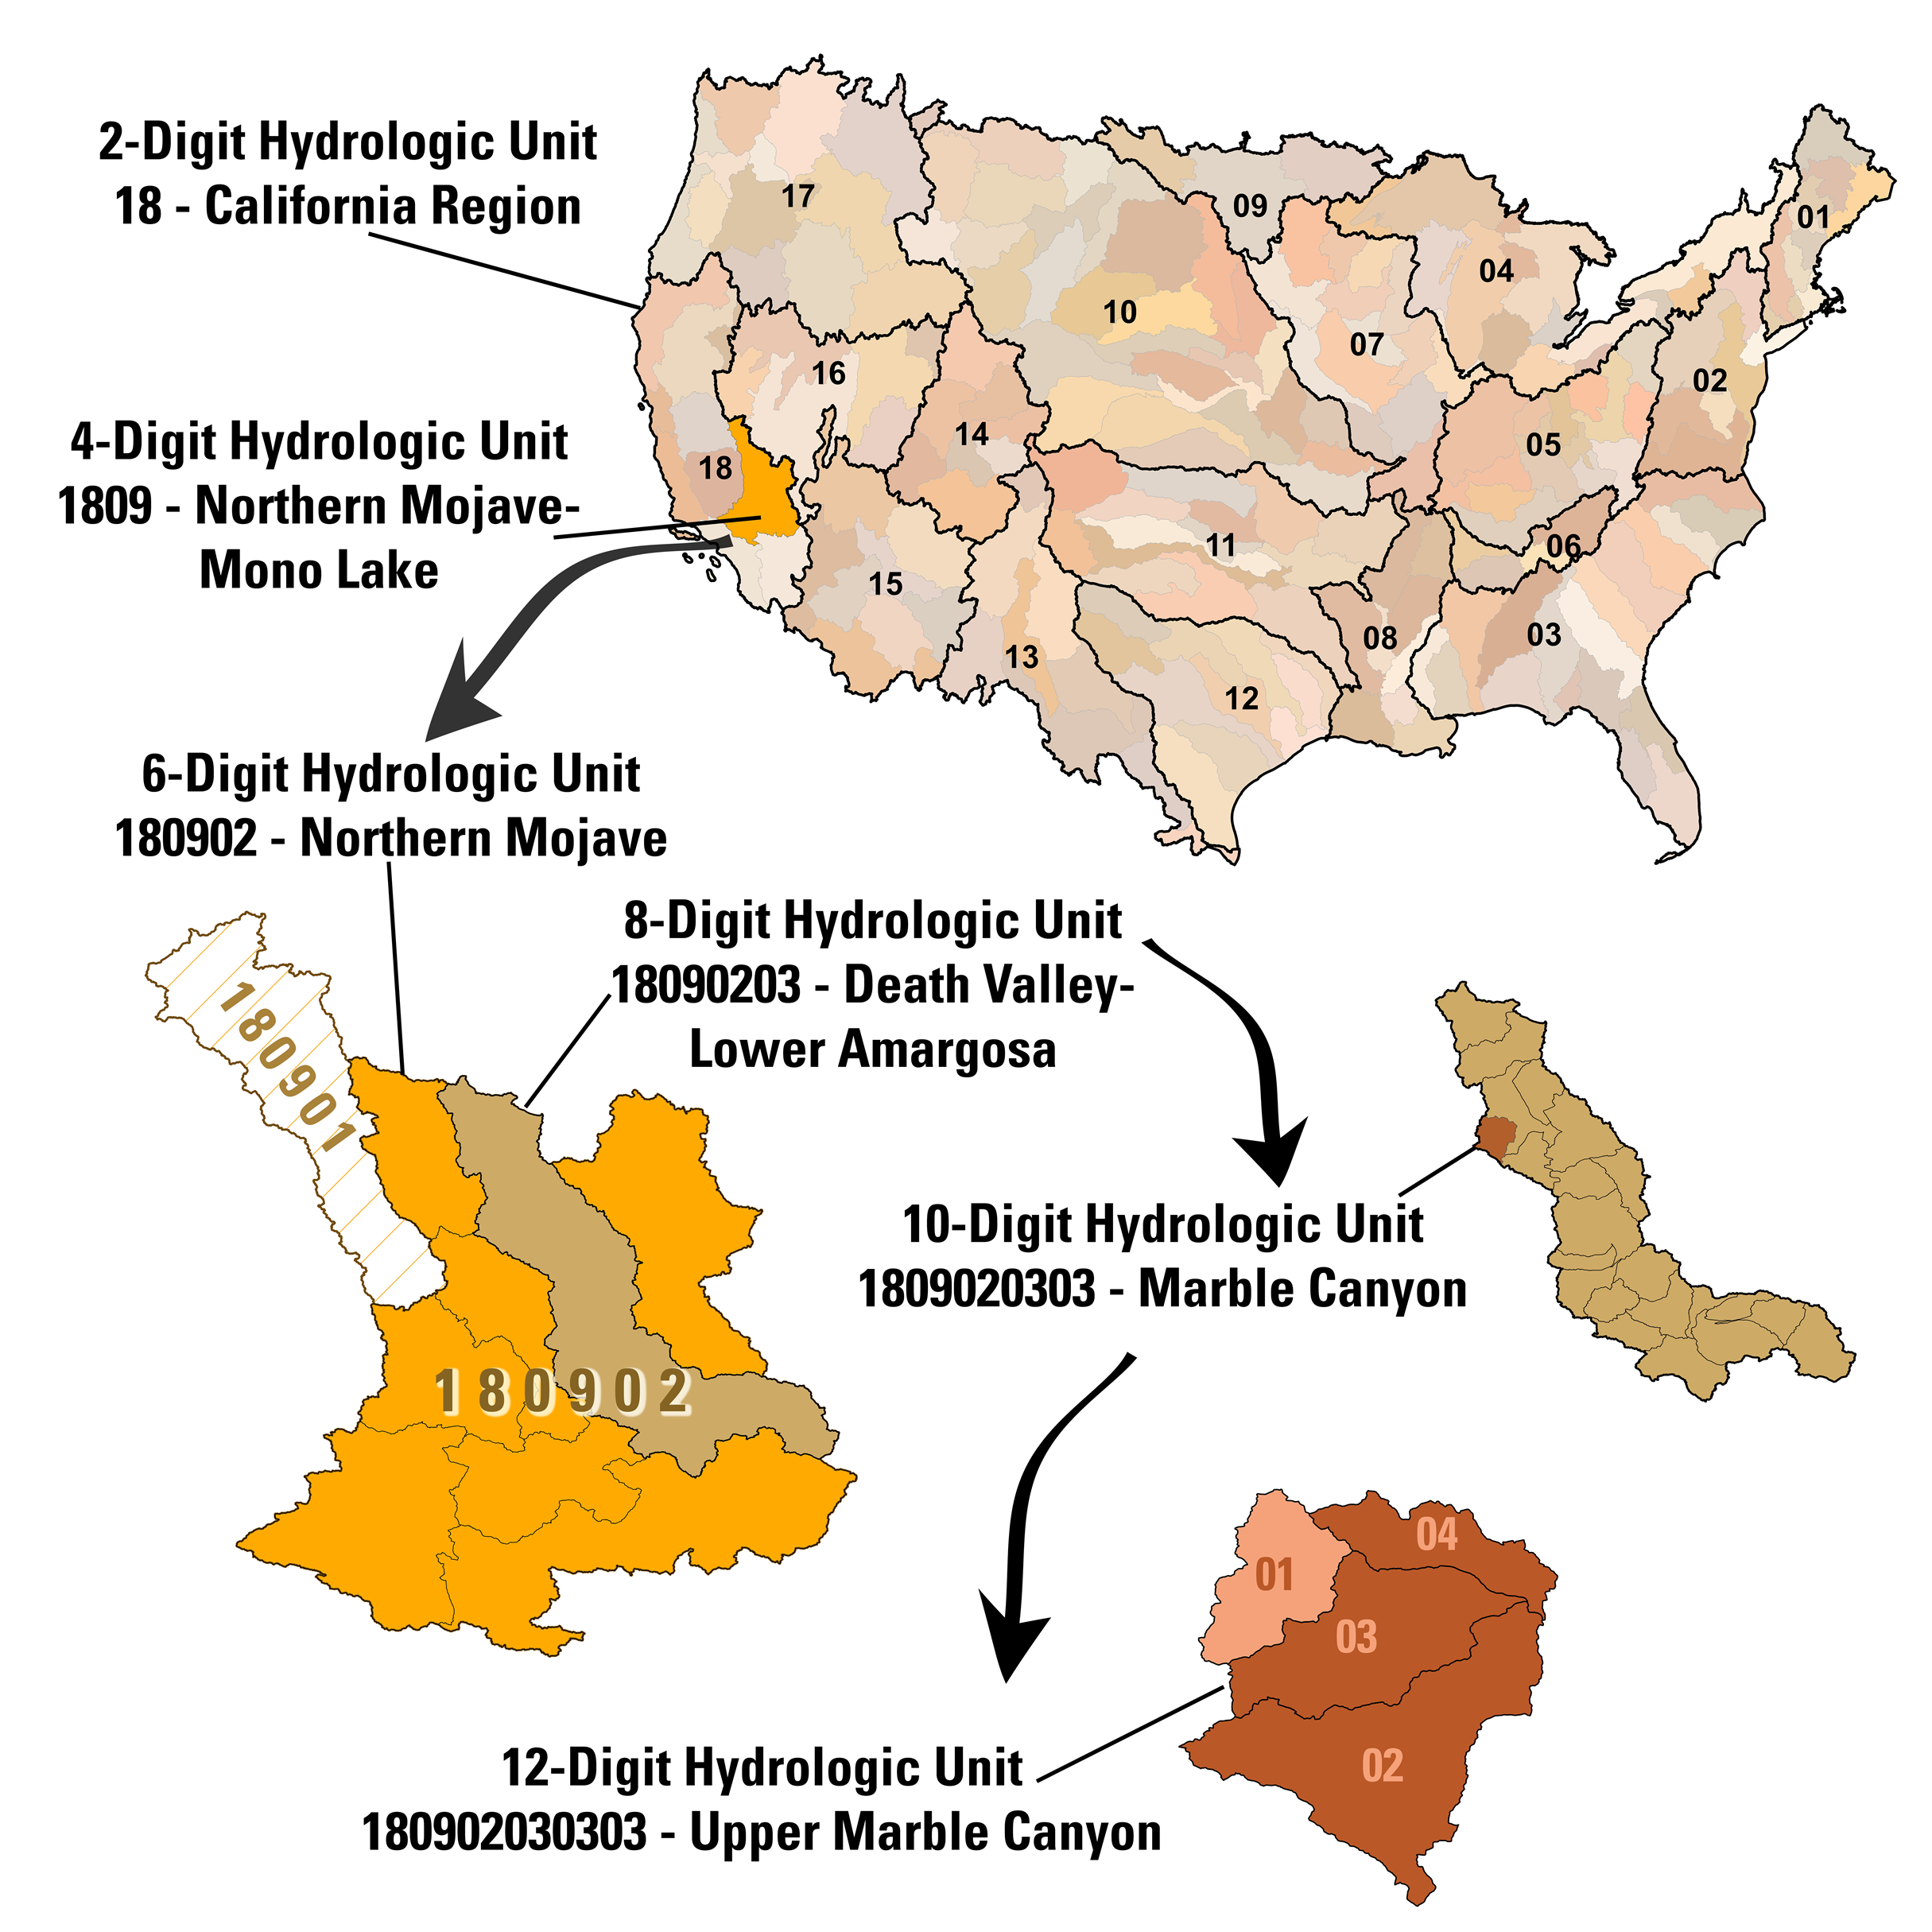 2-Digit Hydrologic Unit
18 - California Region
17
09
01
04
10
07
16
02
4-Digit Hydrologic Unit
1809 - Northern Mojave-
Mono Lake
14
05
18
11
06
15
08
03
13
12
6-Digit Hydrologic Unit
180902 - Northern Mojave
8-Digit Hydrologic Unit
18090203 - Death Valley-
Lower Amargosa
180901
180902
10-Digit Hydrologic Unit
1809020303 - Marble Canyon
04
01
03
02
12-Digit Hydrologic Unit
180902030303 - Upper Marble Canyon